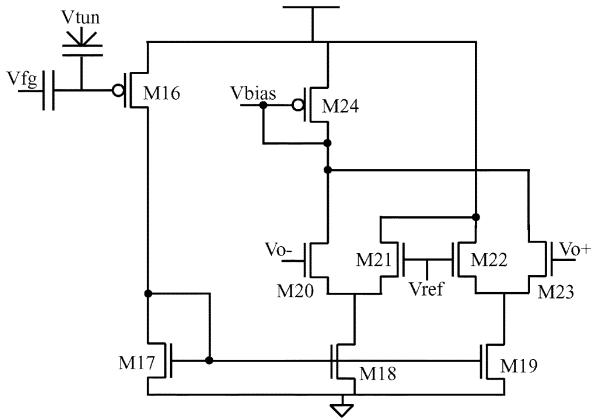 Vtun
Vfg
M16
Vbias
M24
Vo-
M21
M22
Vo+
M20
Vref
M23
M17
M18
M19